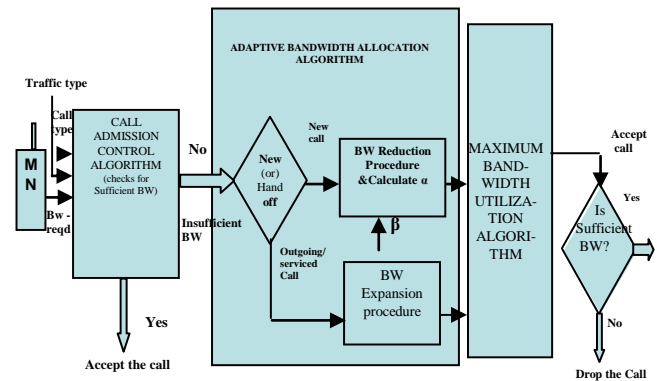 ADAPTIVE BANDWIDTH ALLOCATION
ALGORITHM
Traffic type
Call
type
M
N
Bw -
reqd
CALL
ADMISSION
CONTROL
ALGORITHM
(checks for
Sufficient BW)
No
Insufficient
BW
Yes
Accept the call
New
(or) Hand
off
New
call
Outgoing/
serviced
Call
BW Reduction
Procedure
&Calculate α
β
BW
Expansion
procedure
MAXIMUM
BAND-
WIDTH
UTILIZA-
TION
ALGORI-
THM
Accept
call
Yes
Is
Sufficient
BW?
No
Drop the Call